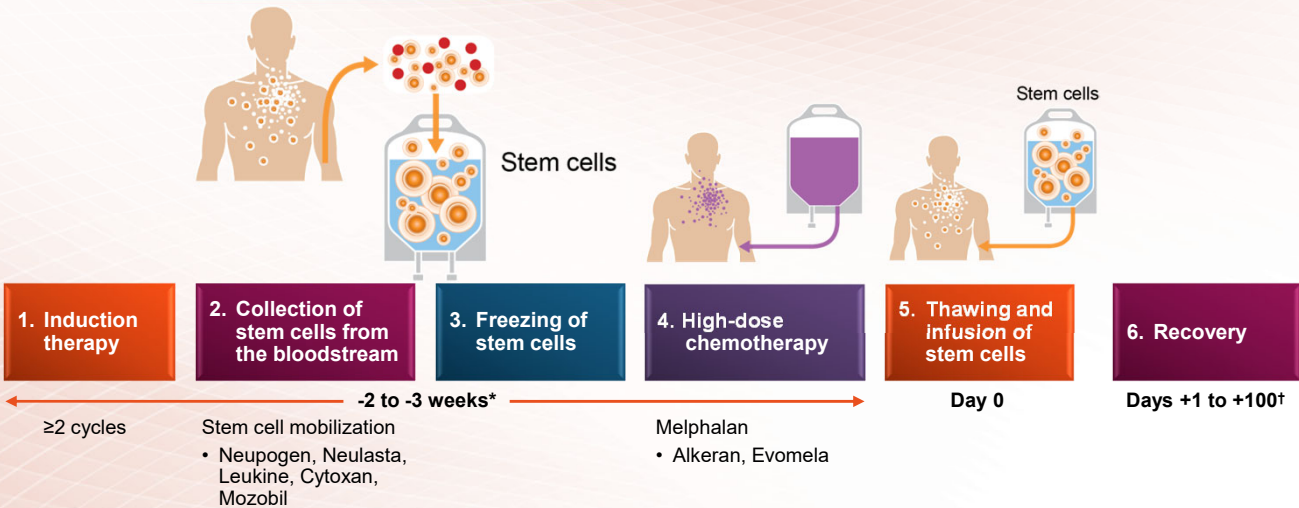 Stem cells
Stem cells
1. Induction
therapy
2. Collection of
stem cells from
the bloodstream
3. Freezing of
stem cells
4. High-dose
chemotherapy
5. Thawing and
infusion of
stem cells
6. Recovery
-2 to -3 weeks*
Day 0
Days +1 to +100†
≥2 cycles
Stem cell mobilization
• Neupogen, Neulasta,
Leukine, Cytoxan,
Mozobil
Melphalan
• Alkeran, Evomela